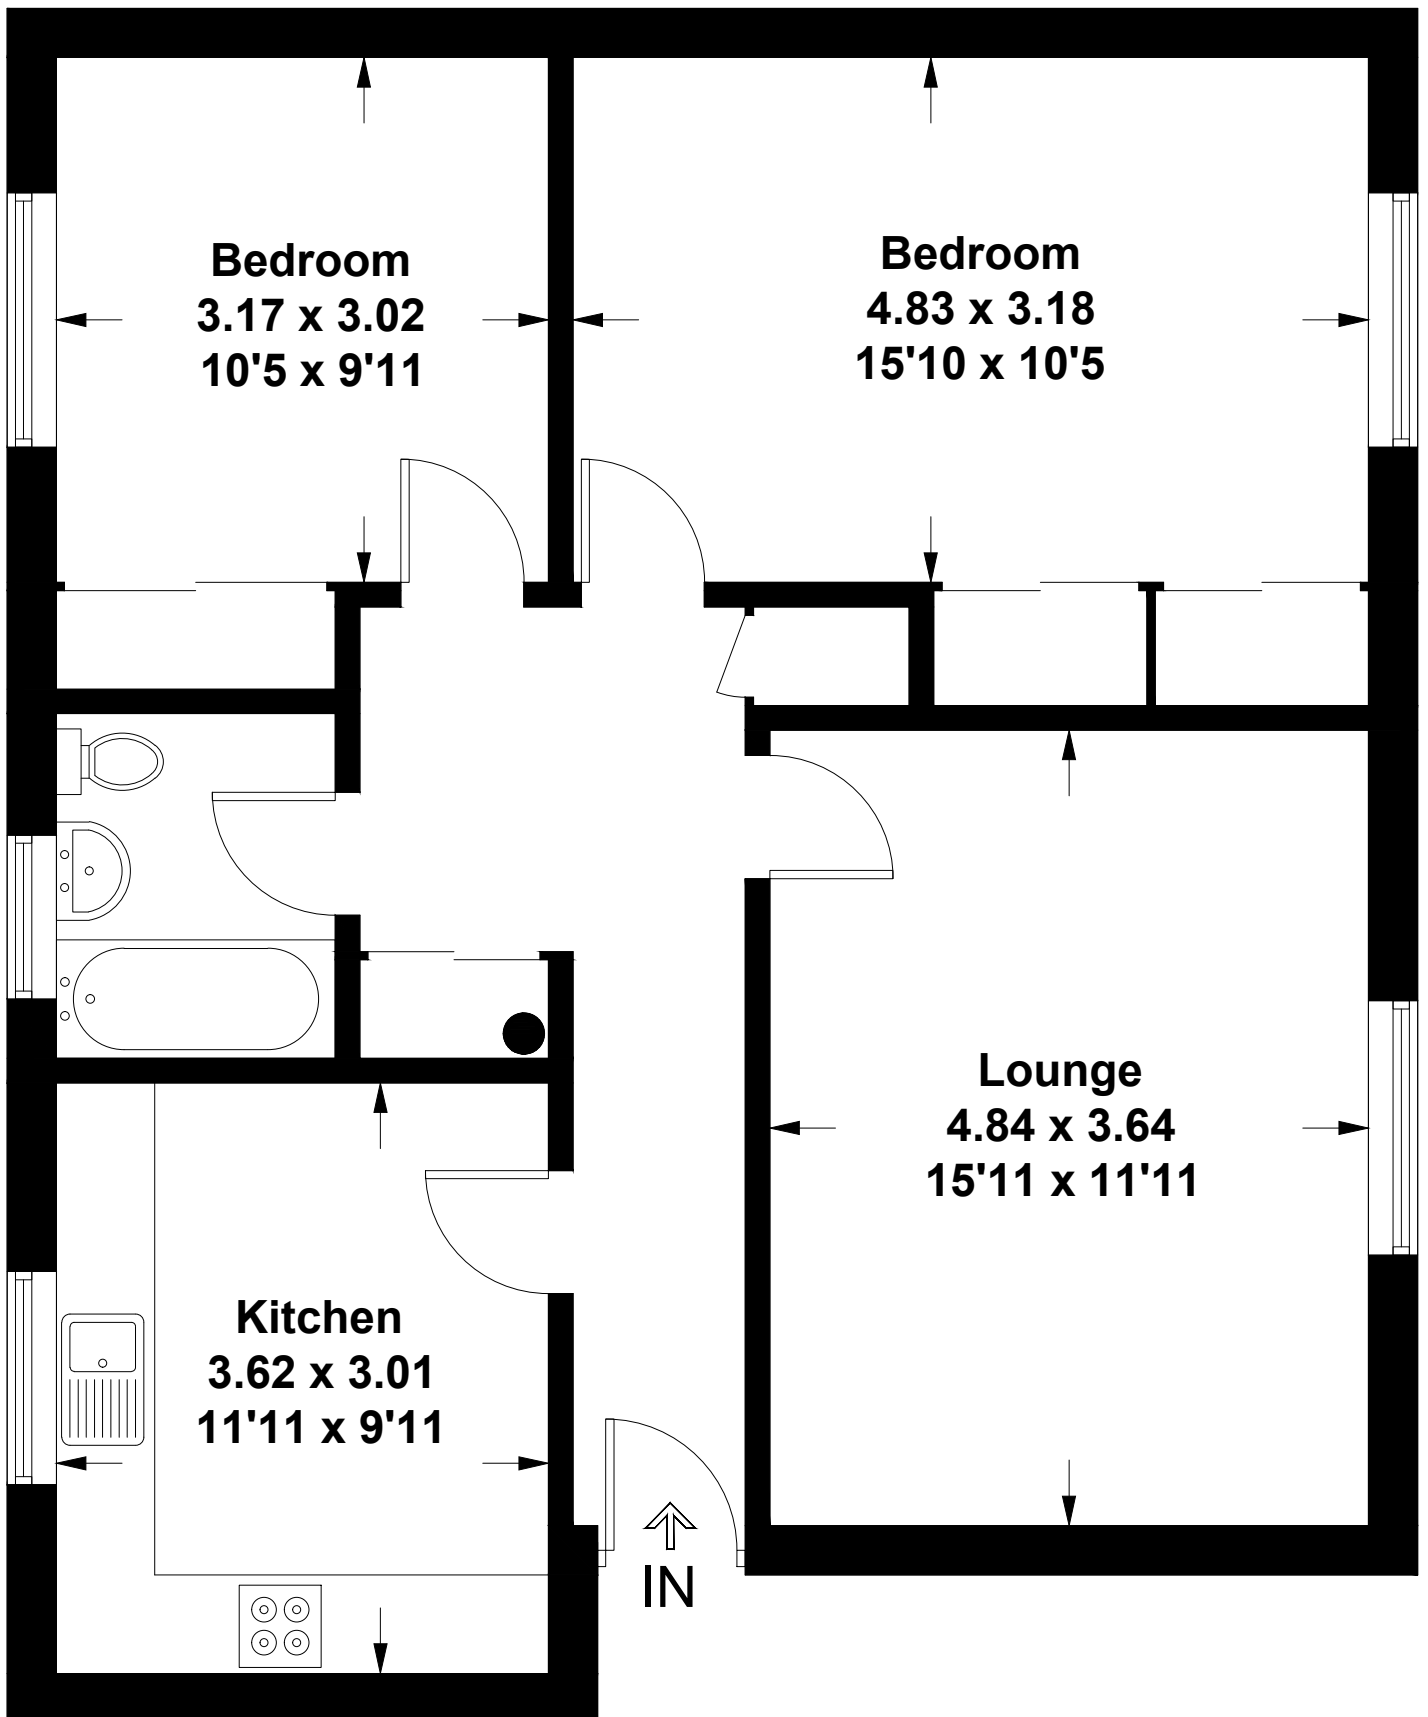 Bedroom
3.17 x 3.02
10'5 x 9'11
Bedroom
4.83 x 3.18
15'10 x 10'5
Lounge
4.84 x 3.64
15'11 x 11'11
Kitchen
3.62 x 3.01
11'11 x 9'11
IN